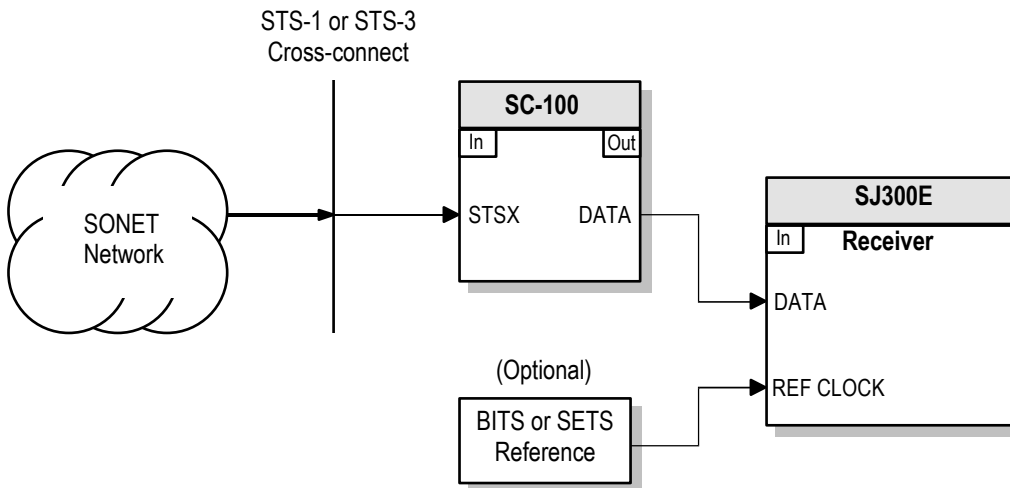 STS-1 or STS-3
Cross-connect
SONET
Network
SC-100
In
Out
STSX
DATA
SJ300E
In
Receiver
DATA
REF CLOCK
(Optional)
BITS or SETS
Reference